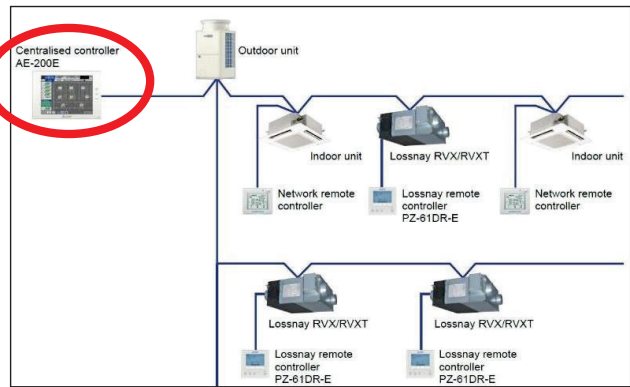 Centralised controller
AE-200E
Outdoor unit
Indoor unit
Lossnay RVX/RVXT
Indoor unit
Network remote
controller
Lossnay remote
controller
PZ-61DR-E
Network remote
controller
Lossnay RVX/RVXT
Lossnay RVX/RVXT
Lossnay remote
controller
PZ-61DR-E
Lossnay remote
controller
PZ-61DR-E